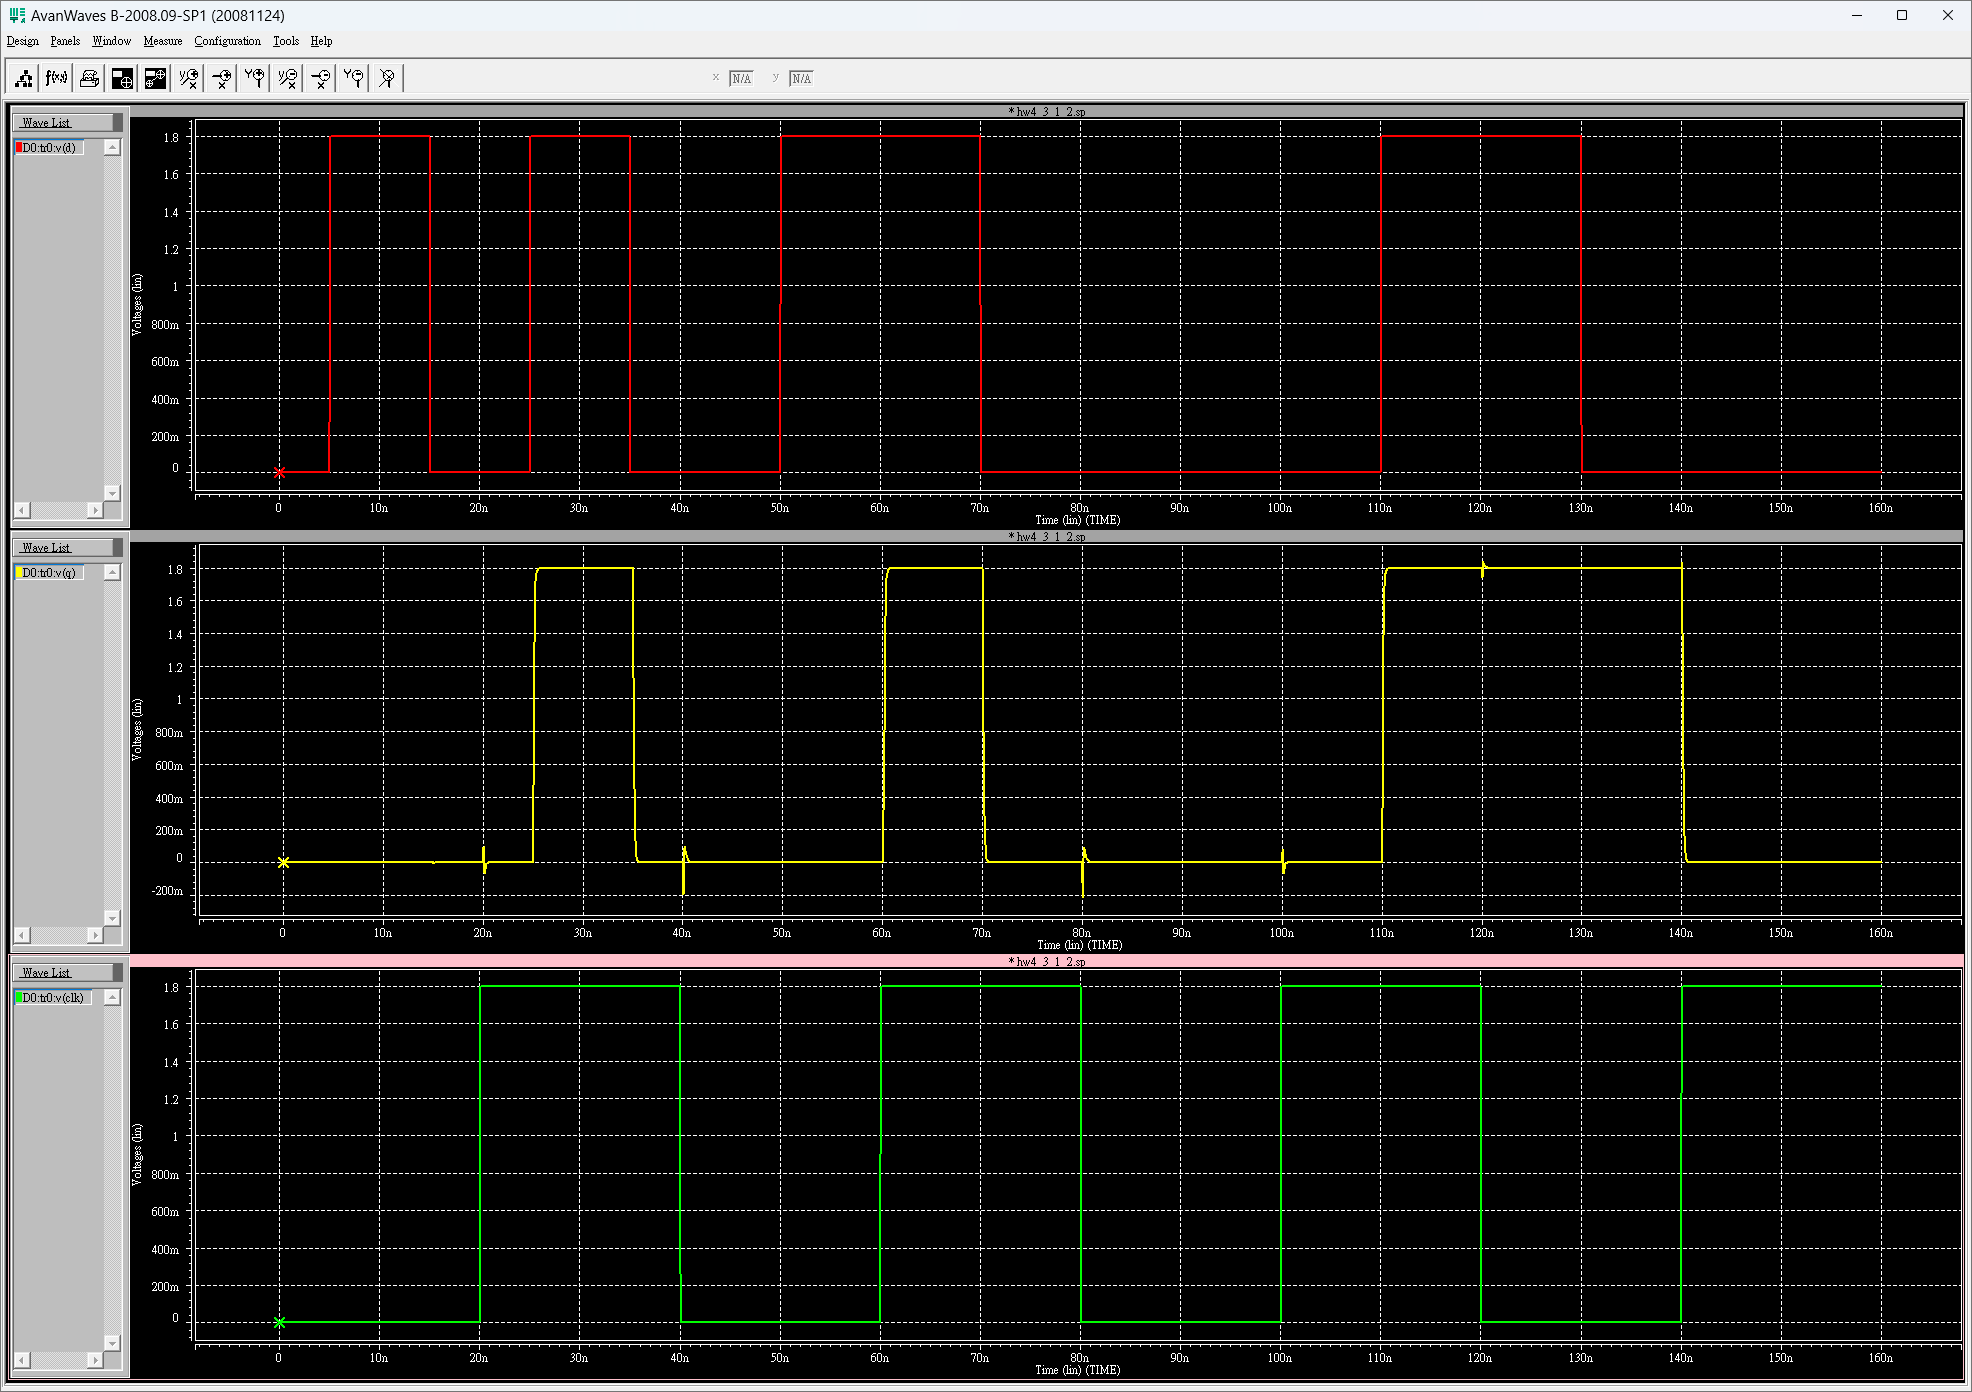 AvanWaves B-2008.09-SP1 (20081124)
Design Panels Window Measure Configuration Tools Help
f(x) x N/A y N/A
* hw4_3_1_2.sp
Wave List
D0:tr0:v(d)
Voltages (lin)
1.8
1.6
1.4
1.2
1
800m
600m
400m
200m
0
0 10n 20n 30n 40n 50n 60n 70n 80n 90n 100n 110n 120n 130n 140n 150n 160n
Time (lin) (TIME)
* hw4_3_1_2.sp
Wave List
D0:tr0:v(q)
Voltages (lin)
1.8
1.6
1.4
1.2
1
800m
600m
400m
200m
0
-200m
0 10n 20n 30n 40n 50n 60n 70n 80n 90n 100n 110n 120n 130n 140n 150n 160n
Time (lin) (TIME)
* hw4_3_1_2.sp
Wave List
D0:tr0:v(clk)
Voltages (lin)
1.8
1.6
1.4
1.2
1
800m
600m
400m
200m
0
0 10n 20n 30n 40n 50n 60n 70n 80n 90n 100n 110n 120n 130n 140n 150n 160n
Time (lin) (TIME)